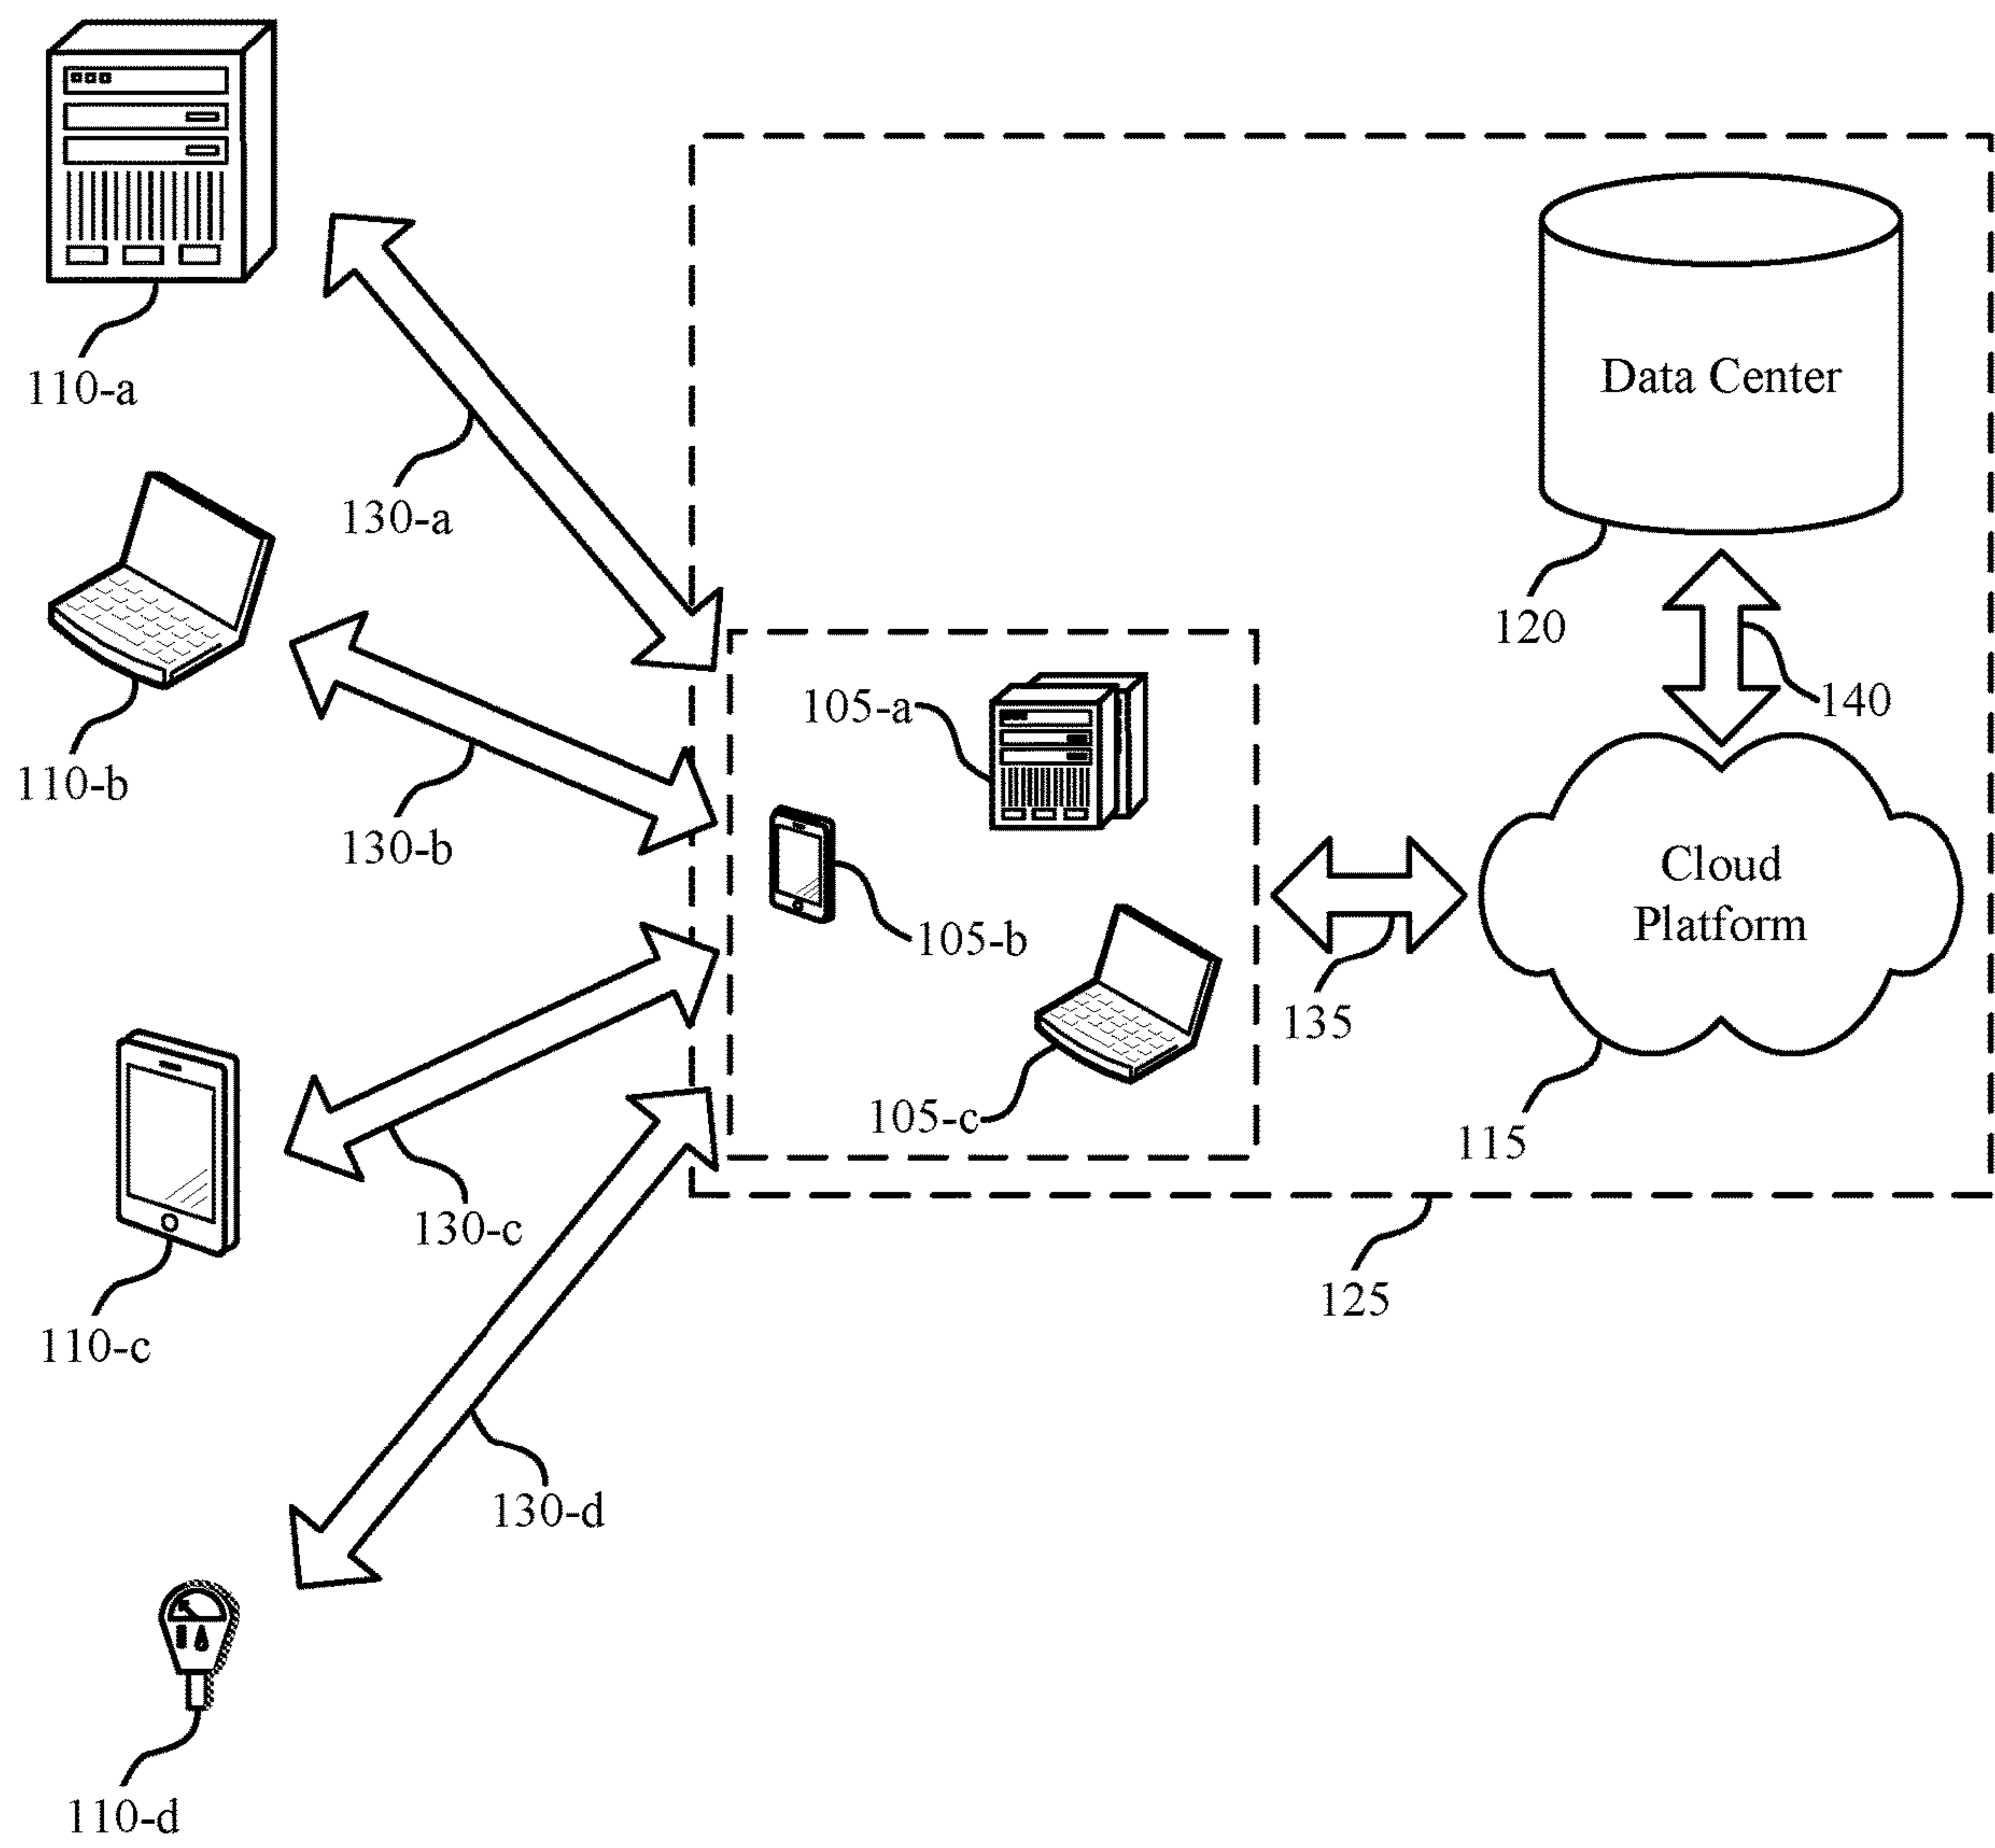 110-a
130-a
Data Center
120
110-b
130-b
105-a
140
105-b
Cloud
Platform
135
105-c
115
130-c
125
110-c
130-d
110-d